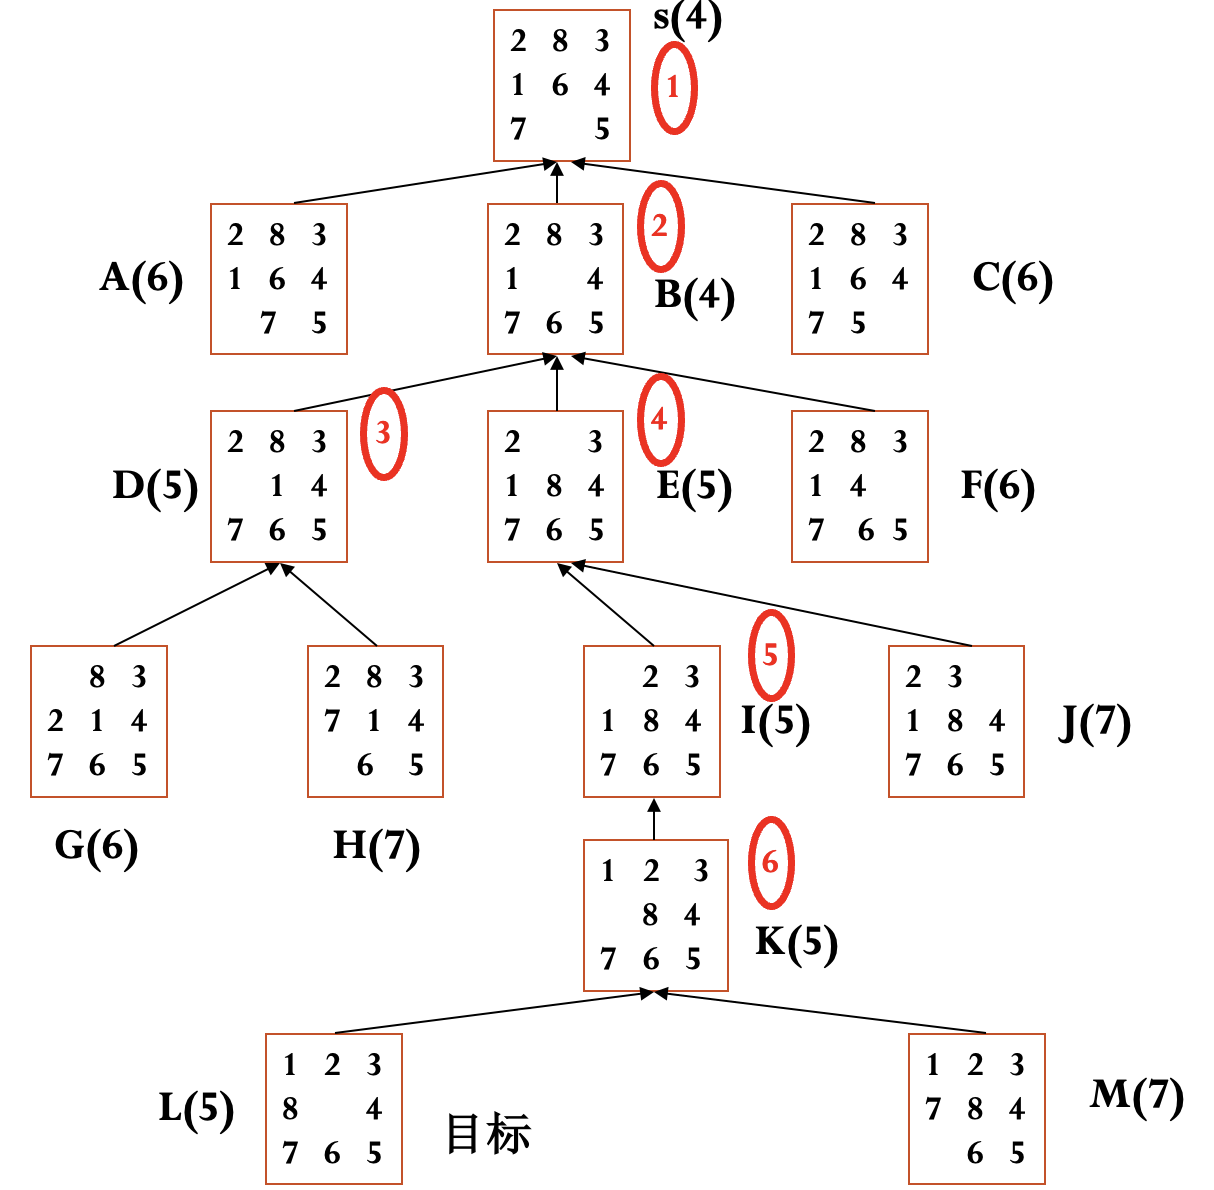 s(4)
2 8 3
1 6 4
7 5
1
A(6)
2 8 3
1 6 4
7 5
2 8 3
1 4
7 6 5
2
B(4)
2 8 3
1 6 4
7 5
C(6)
D(5)
2 8 3
1 4
7 6 5
3
2 3
1 8 4
7 6 5
4
E(5)
2 8 3
1 4
7 6 5
F(6)
8 3
2 1 4
7 6 5
G(6)
2 8 3
7 1 4
6 5
H(7)
2 3
1 8 4
7 6 5
5
I(5)
2 3
1 8 4
7 6 5
J(7)
1 2 3
8 4
7 6 5
6
K(5)
L(5)
1 2 3
8 4
7 6 5
目标
1 2 3
7 8 4
6 5
M(7)